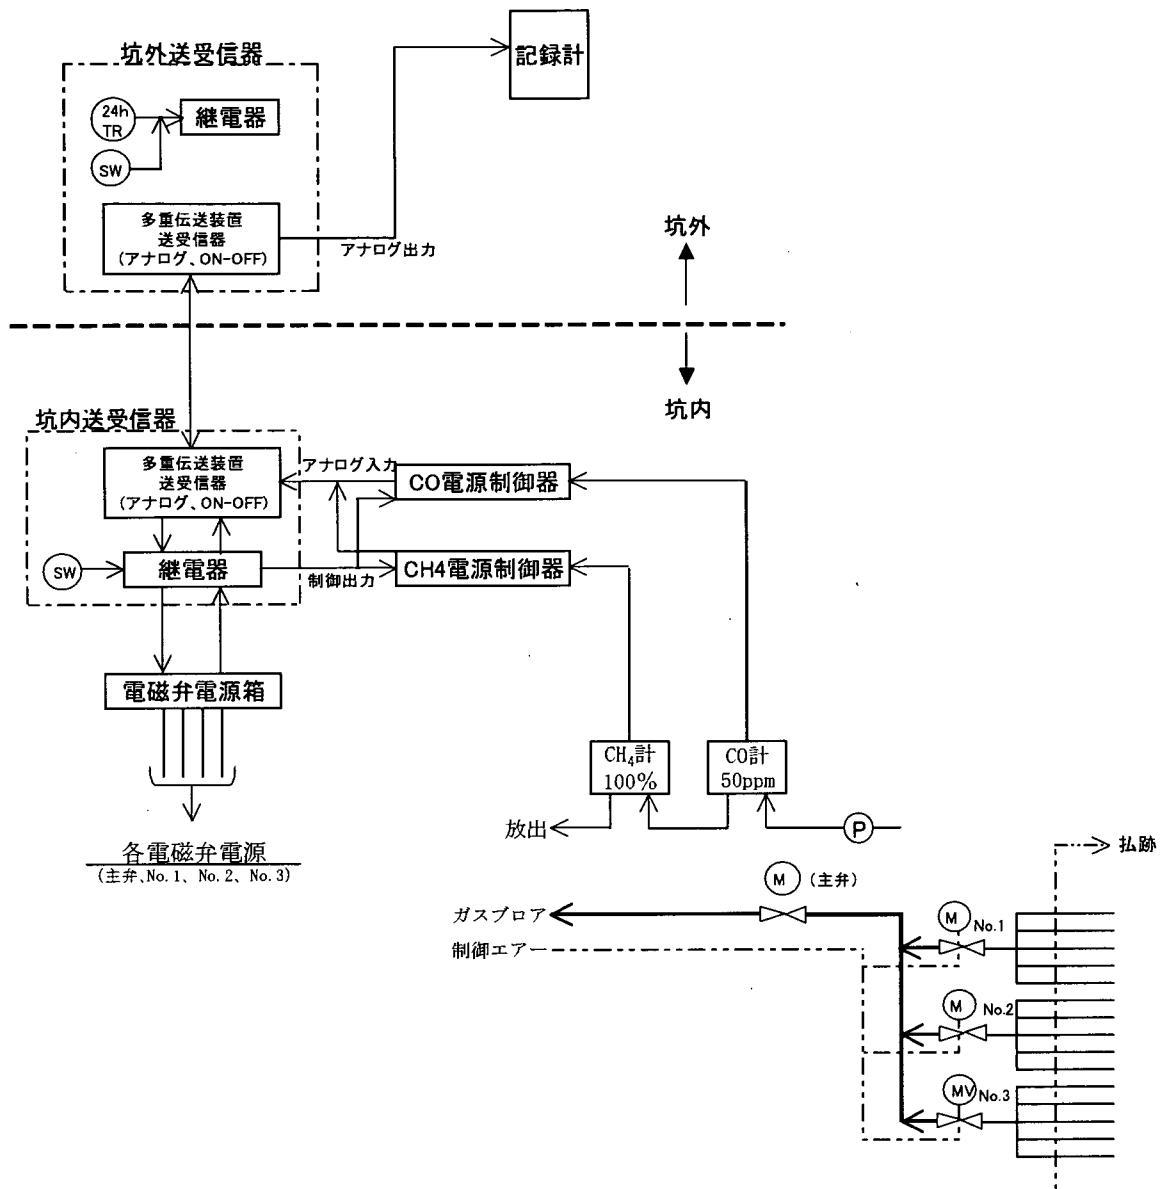 坑外送受信器
記録計
24h
TR
継電器
SW
多重伝送装置
送受信器
(アナログ、ON-OFF)
アナログ出力
坑外
坑内
坑内送受信器
多重伝送装置
送受信器
(アナログ、ON-OFF)
アナログ入力
CO電源制御器
SW
継電器
制御出力
CH4電源制御器
電磁弁電源箱
CH₄計
100%
CO計
50ppm
放出
P
各電磁弁電源
(主弁、No.1、No.2、No.3)
払跡
M
(主弁)
ガスブロア
M
No.1
制御エアー
M
No.2
MV
No.3